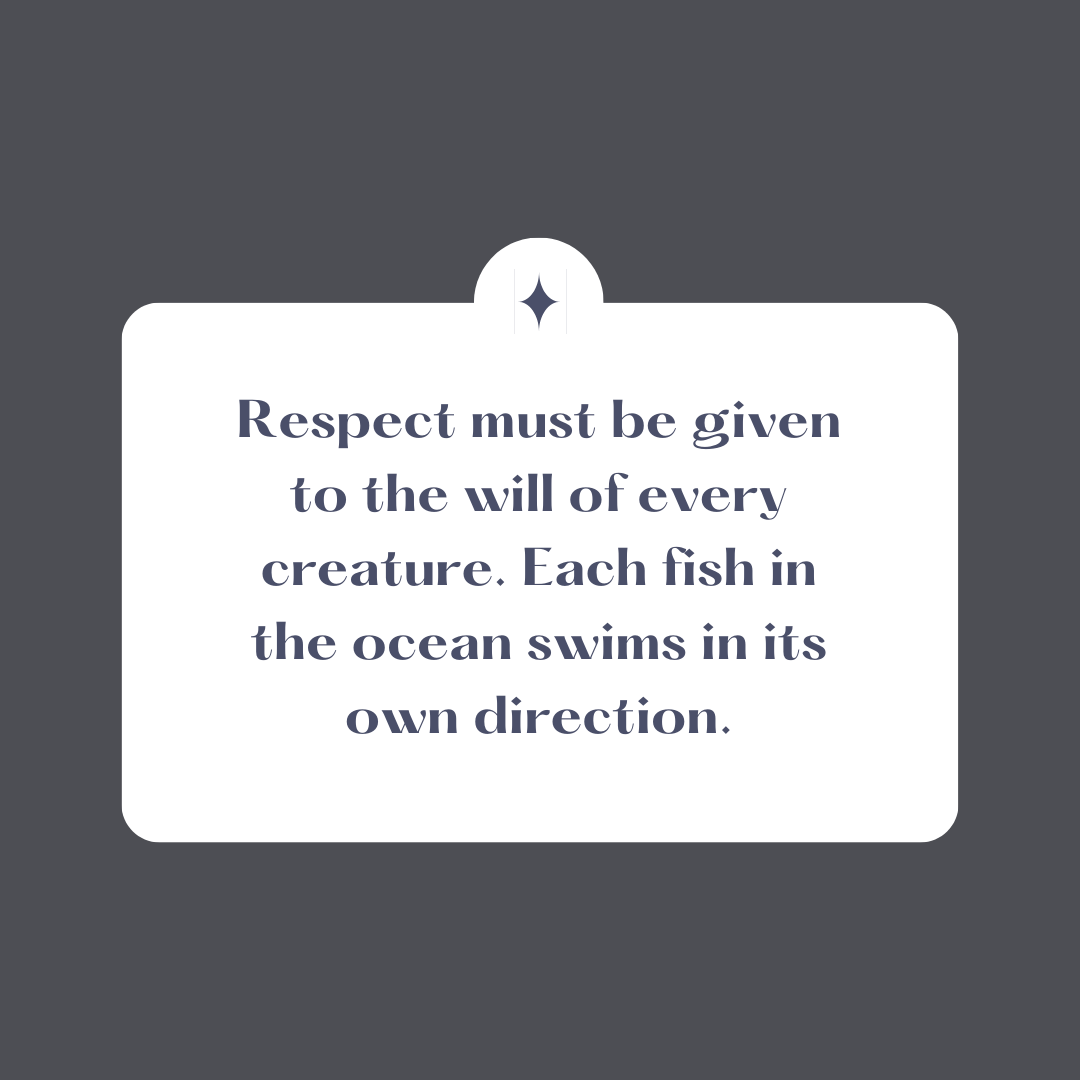 Respect must be given
to the will of every
creature. Each fish in
the ocean swims in its
own direction.